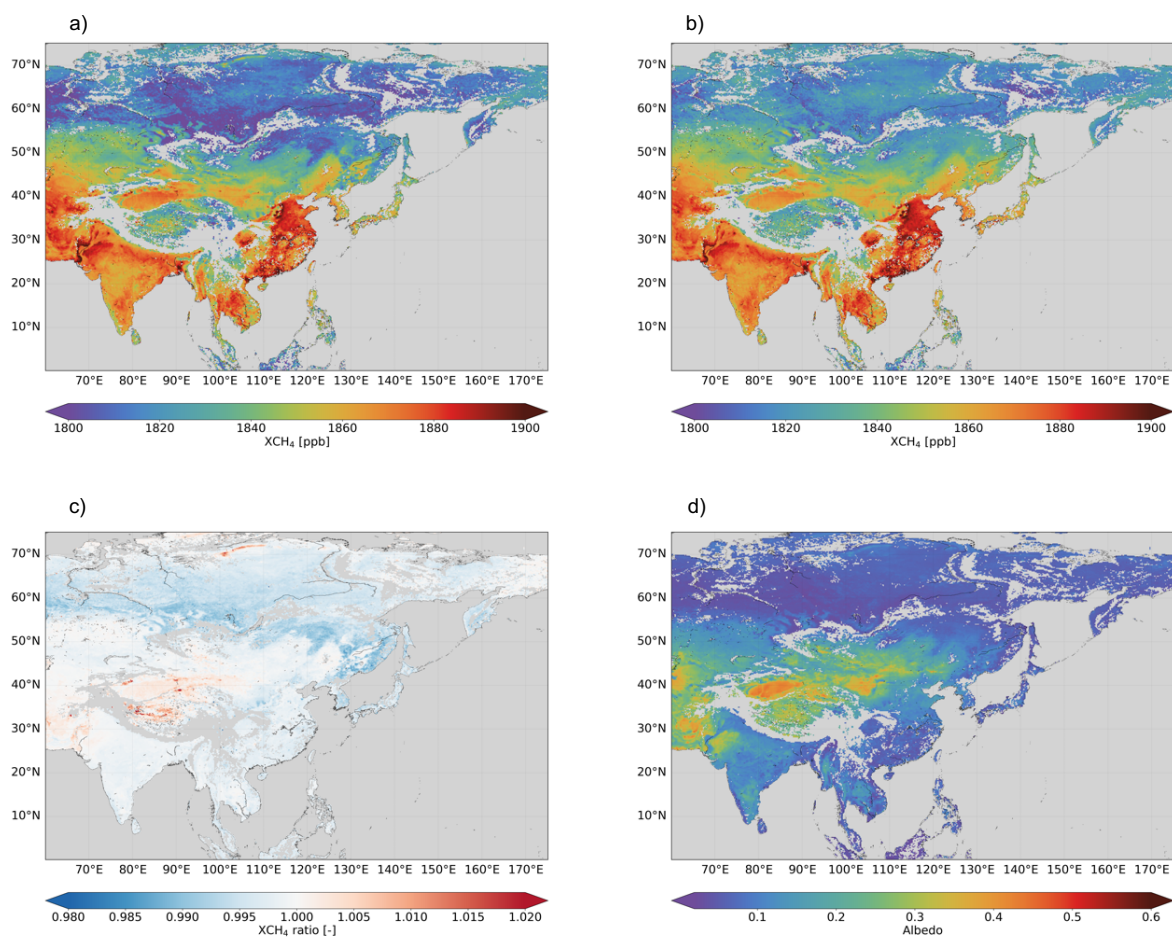 a)
b)
70°N
60°N
50°N
40°N
30°N
20°N
10°N
70°E 80°E 90°E 100°E 110°E 120°E 130°E 140°E 150°E 160°E 170°E
1800 1820 1840 1860 1880 1900
XCH₄ [ppb]
70°N
60°N
50°N
40°N
30°N
20°N
10°N
70°E 80°E 90°E 100°E 110°E 120°E 130°E 140°E 150°E 160°E 170°E
1800 1820 1840 1860 1880 1900
XCH₄ [ppb]
c)
d)
70°N
60°N
50°N
40°N
30°N
20°N
10°N
70°E 80°E 90°E 100°E 110°E 120°E 130°E 140°E 150°E 160°E 170°E
0.980 0.985 0.990 0.995 1.000 1.005 1.010 1.015 1.020
XCH₄ ratio [-]
70°N
60°N
50°N
40°N
30°N
20°N
10°N
70°E 80°E 90°E 100°E 110°E 120°E 130°E 140°E 150°E 160°E 170°E
0.1 0.2 0.3 0.4 0.5 0.6
Albedo